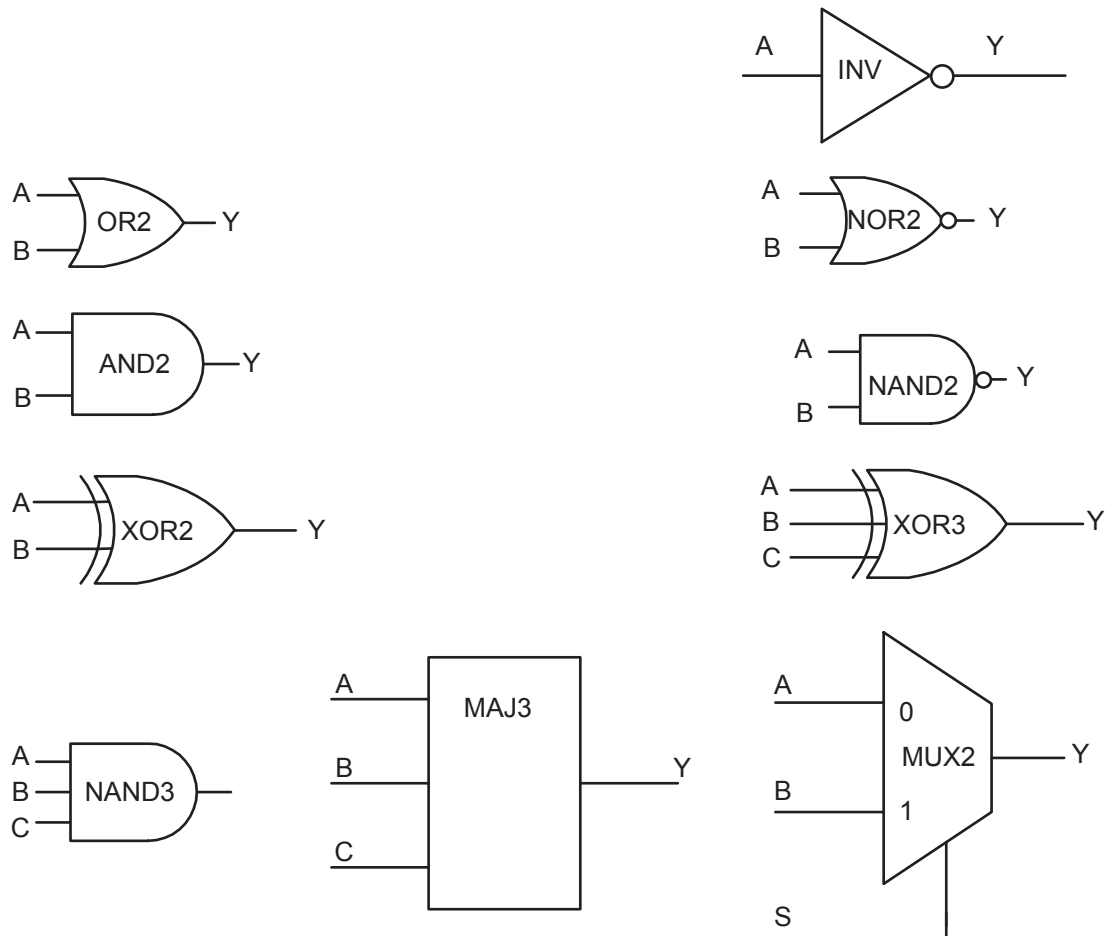 A INV Y
A OR2 Y
B
A NOR2 Y
B
A AND2 Y
B
A NAND2 Y
B
A XOR2 Y
B
A XOR3 Y
B
C
A
B NAND3
C
A MAJ3
B Y
C
A 0
MUX2 Y
B 1
S